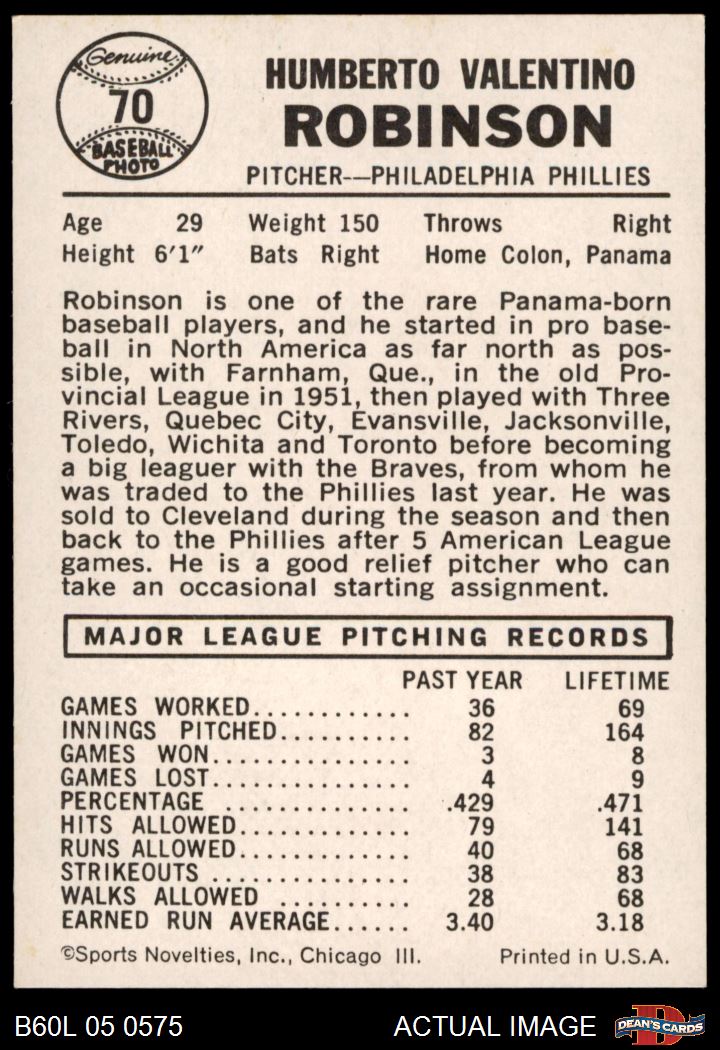 Genuine
70
BASEBALL
PHOTO
HUMBERTO VALENTINO
ROBINSON
PITCHER--PHILADELPHIA PHILLIES
Age 29 Weight 150 Throws Right
Height 6'1" Bats Right Home Colon, Panama
Robinson is one of the rare Panama-born
baseball players, and he started in pro base-
ball in North America as far north as pos-
sible, with Farnham, Que., in the old Pro-
vincial League in 1951, then played with Three
Rivers, Quebec City, Evansville, Jacksonville,
Toledo, Wichita and Toronto before becoming
a big leaguer with the Braves, from whom he
was traded to the Phillies last year. He was
sold to Cleveland during the season and then
back to the Phillies after 5 American League
games. He is a good relief pitcher who can
take an occasional starting assignment.
MAJOR LEAGUE PITCHING RECORDS
PAST YEAR LIFETIME
GAMES WORKED............ 36 69
INNINGS PITCHED.......... 82 164
GAMES WON............... 3 8
GAMES LOST............... 4 9
PERCENTAGE .............. .429 .471
HITS ALLOWED............. 79 141
RUNS ALLOWED............. 40 68
STRIKEOUTS ............... 38 83
WALKS ALLOWED .......... 28 68
EARNED RUN AVERAGE...... 3.40 3.18
©Sports Novelties, Inc., Chicago Ill. Printed in U.S.A.
B60L 05 0575 ACTUAL IMAGE D DEAN'S CARDS